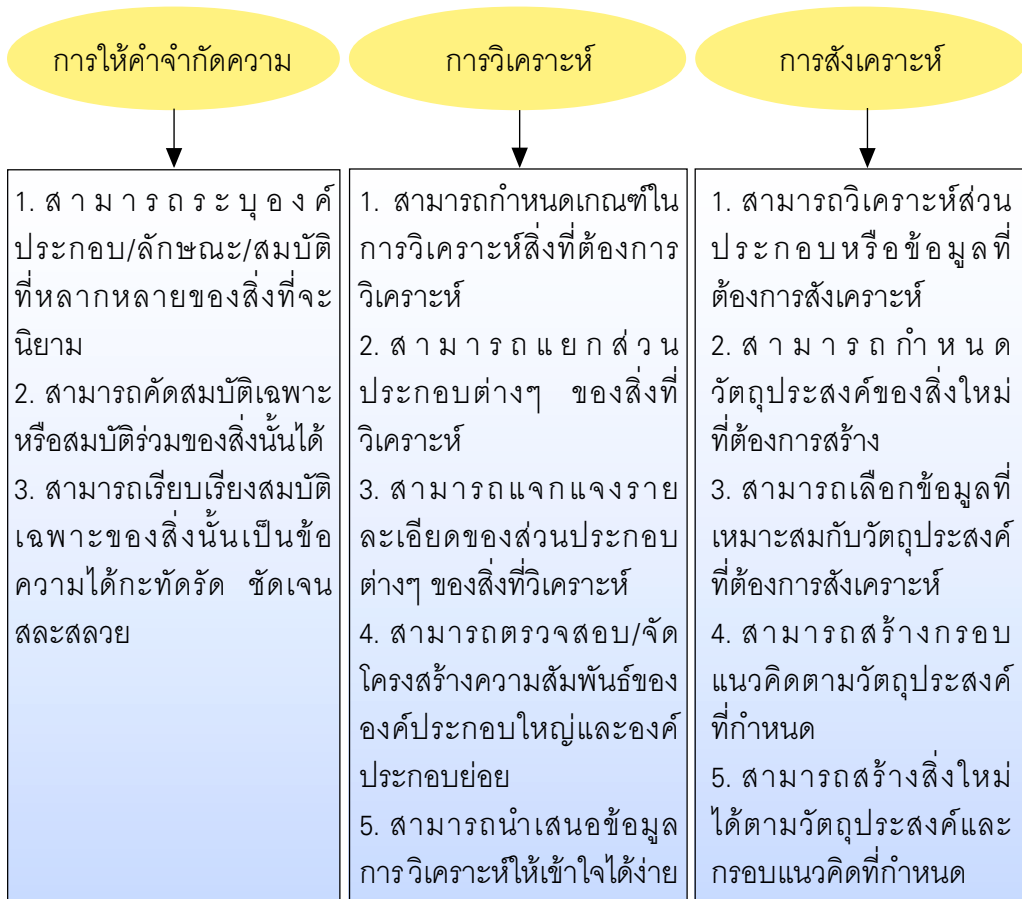 การให้คำจำกัดความ
1. สามารถระบุองค์
ประกอบ/ลักษณะ/สมบัติ
ที่หลากหลายของสิ่งที่จะ
นิยาม
2. สามารถคัดสมบัติเฉพาะ
หรือสมบัติร่วมของสิ่งนั้นได้
3. สามารถเรียบเรียงสมบัติ
เฉพาะของสิ่งนั้นเป็นข้อ
ความได้กะทัดรัด ชัดเจน
สละสลวย
การวิเคราะห์
1. สามารถกำหนดเกณฑ์ใน
การวิเคราะห์สิ่งที่ต้องการ
วิเคราะห์
2. สามารถแยกส่วน
ประกอบต่างๆ ของสิ่งที่
วิเคราะห์
3. สามารถแจกแจงราย
ละเอียดของส่วนประกอบ
ต่างๆ ของสิ่งที่วิเคราะห์
4. สามารถตรวจสอบ/จัด
โครงสร้างความสัมพันธ์ของ
องค์ประกอบใหญ่และองค์
ประกอบย่อย
5. สามารถนำเสนอข้อมูล
การ วิเคราะห์ให้เข้าใจได้ง่าย
การสังเคราะห์
1. สามารถวิเคราะห์ส่วน
ประกอบหรือข้อมูลที่
ต้องการสังเคราะห์
2. สามารถกำหนด
วัตถุประสงค์ของสิ่งใหม่
ที่ต้องการสร้าง
3. สามารถเลือกข้อมูลที่
เหมาะสมกับวัตถุประสงค์
ที่ต้องการสังเคราะห์
4. สามารถสร้างกรอบ
แนวคิดตามวัตถุประสงค์
ที่กำหนด
5. สามารถสร้างสิ่งใหม่
ได้ตามวัตถุประสงค์และ
กรอบแนวคิดที่กำหนด